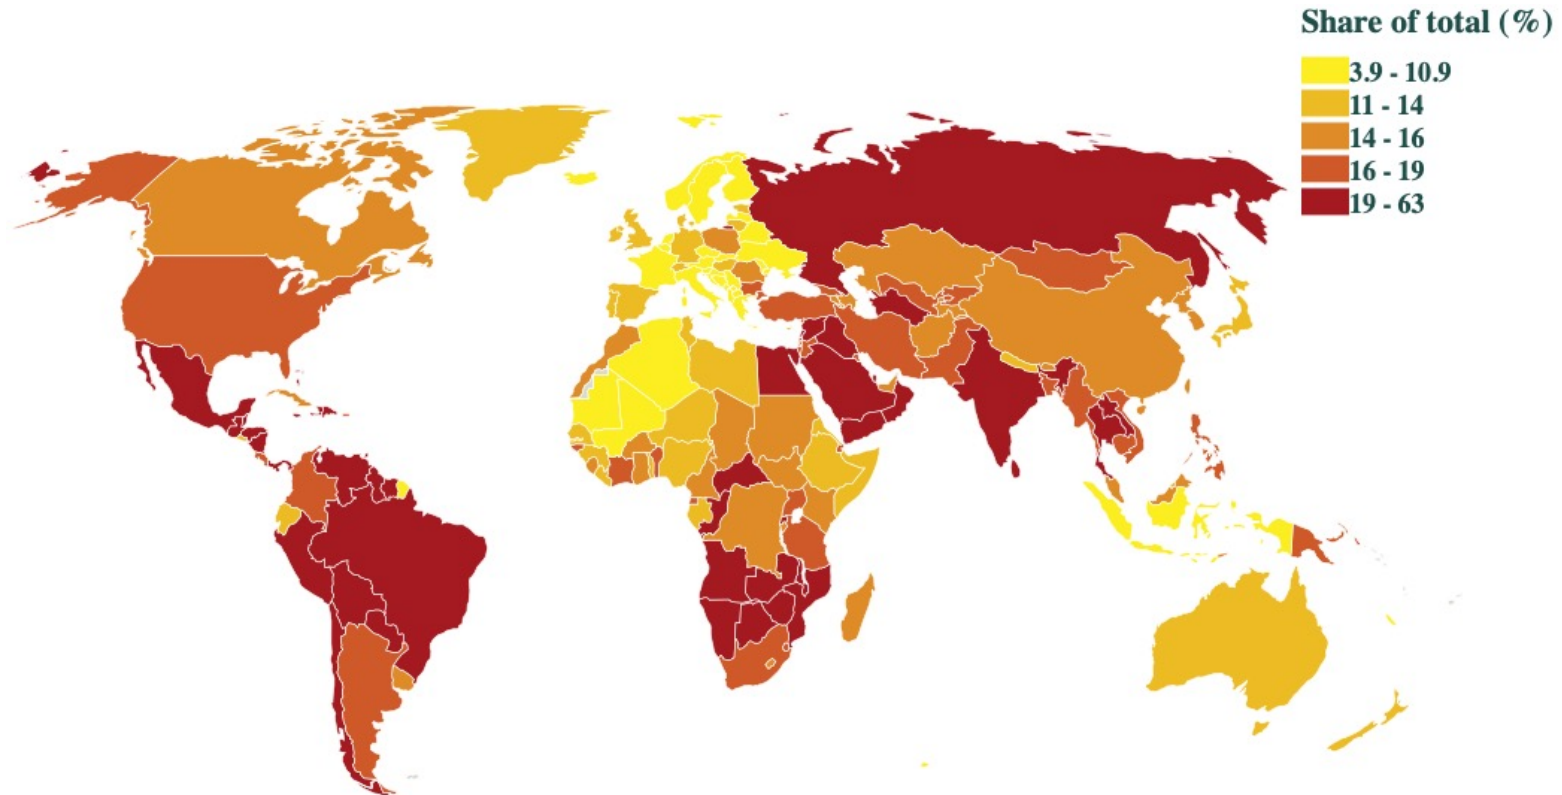 Share of total (%)
3.9 - 10.9
11 - 14
14 - 16
16 - 19
19 - 63